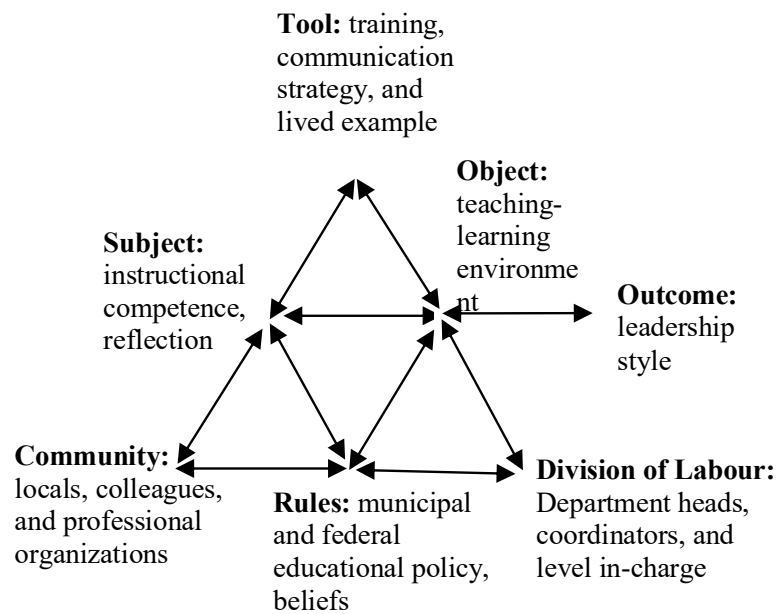 Tool: training,
communication
strategy, and
lived example
Object:
teaching-
learning
environme
nt
Subject:
instructional
competence,
reflection
Outcome:
leadership
style
Community:
locals, colleagues,
and professional
organizations
Rules: municipal
and federal
educational policy,
beliefs
Division of Labour:
Department heads,
coordinators, and
level in-charge